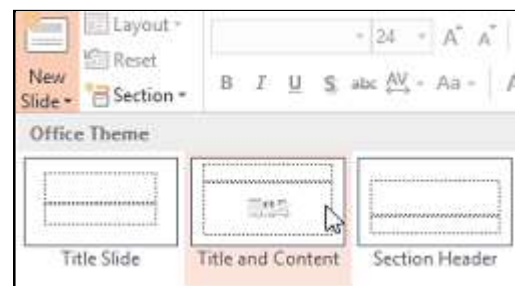 Layout
Reset
New
Slide
Section
24 A A
B I U S abc AV Aa
Office Theme
Title Slide
Title and Content
Section Header